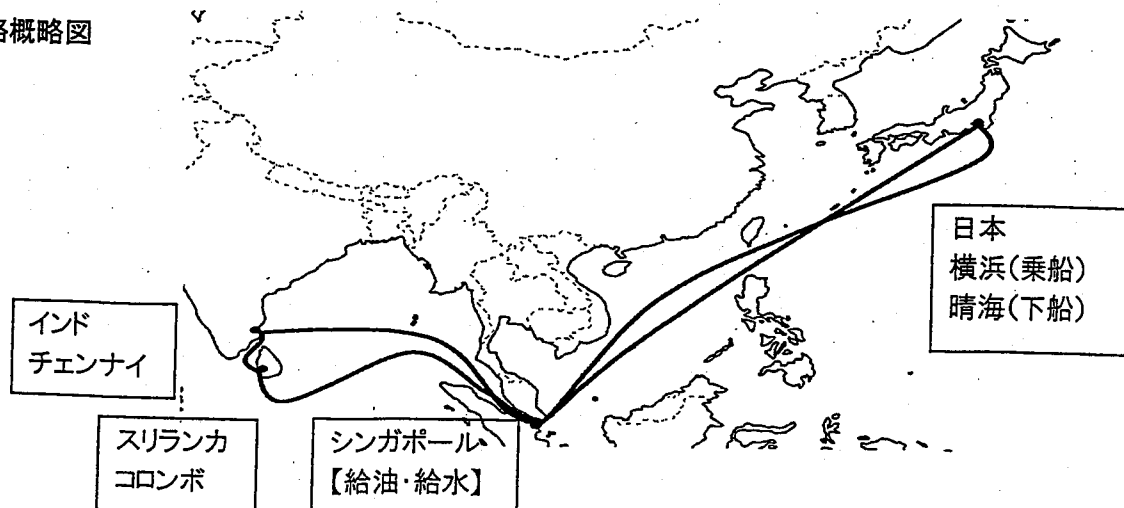 路概略図
日本
横浜(乗船)
晴海(下船)
インド
チェンナイ
スリランカ
コロンボ
シンガポール
【給油・給水】